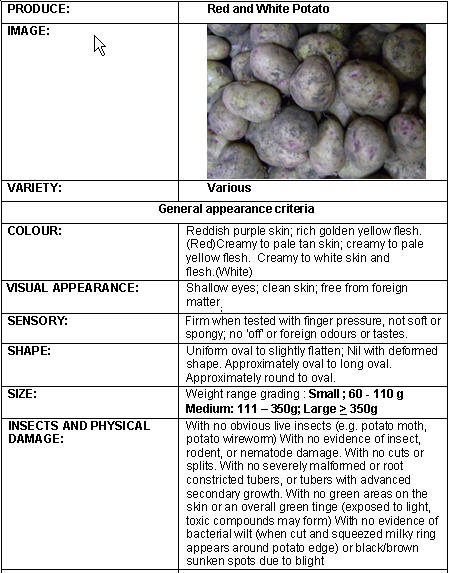 PRODUCE: Red and White Potato
IMAGE:
VARIETY: Various
General appearance criteria
COLOUR: Reddish purple skin; rich golden yellow flesh.
(Red)Creamy to pale tan skin; creamy to pale
yellow flesh. Creamy to white skin and
flesh.(White)
VISUAL APPEARANCE: Shallow eyes; clean skin; free from foreign
matter;
SENSORY: Firm when tested with finger pressure, not soft or
spongy; no 'off' or foreign odours or tastes.
SHAPE: Uniform oval to slightly flatten; Nil with deformed
shape. Approximately oval to long oval.
Approximately round to oval.
SIZE: Weight range grading : Small ; 60 - 110 g
Medium: 111 – 350g; Large ≥ 350g
INSECTS AND PHYSICAL DAMAGE: With no obvious live insects (e.g. potato moth,
potato wireworm) With no evidence of insect,
rodent, or nematode damage. With no cuts or
splits. With no severely malformed or root
constricted tubers, or tubers with advanced
secondary growth. With no green areas on the
skin or an overall green tinge (exposed to light,
toxic compounds may form) With no evidence of
bacterial wilt (when cut and squeezed milky ring
appears around potato edge) or black/brown
sunken spots due to blight